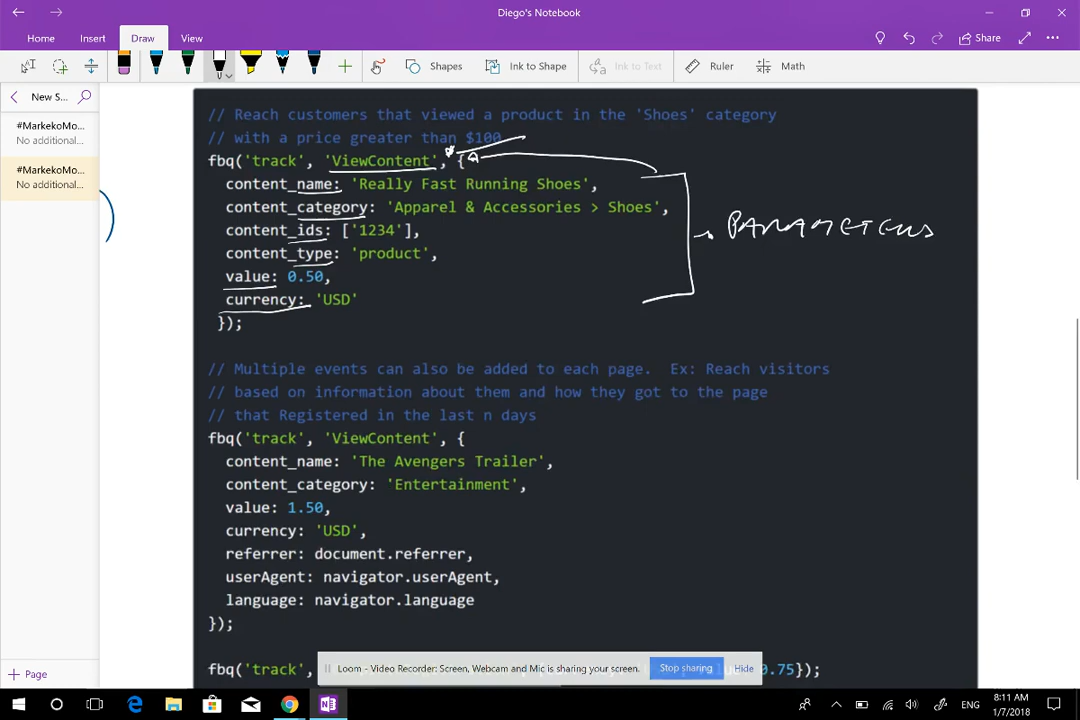 Diego's Notebook
Home Insert Draw View
Share
Shapes Ink to Shape Ink to Text Ruler Math
New S...
#MarkekoMo...
No additional...
#MarkekoMo...
No additional...
// Reach customers that viewed a product in the 'Shoes' category
// with a price greater than $100
fbq('track', 'ViewContent', {
content_name: 'Really Fast Running Shoes',
content_category: 'Apparel & Accessories > Shoes',
content_ids: ['1234'],
content_type: 'product',
value: 0.50,
currency: 'USD'
});
PARAMETERS
// Multiple events can also be added to each page.  Ex: Reach visitors
// based on information about them and how they got to the page
// that Registered in the last n days
fbq('track', 'ViewContent', {
content_name: 'The Avengers Trailer',
content_category: 'Entertainment',
value: 1.50,
currency: 'USD',
referrer: document.referrer,
userAgent: navigator.userAgent,
language: navigator.language
});
fbq('track', 0.75});
Loom - Video Recorder: Screen, Webcam and Mic is sharing your screen. Stop sharing Hide
+ Page
ENG
8:11 AM
1/7/2018